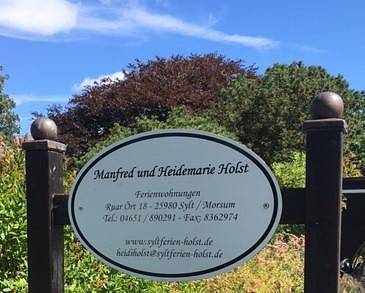 Manfred und Heidemarie Holst
Ferienwohnungen
Ruar Ört 18 - 25980 Sylt / Morsum
Tel.: 04651 / 890291 - Fax: 8362974
www.syltferien-holst.de
heidiholst@syltferien-holst.de